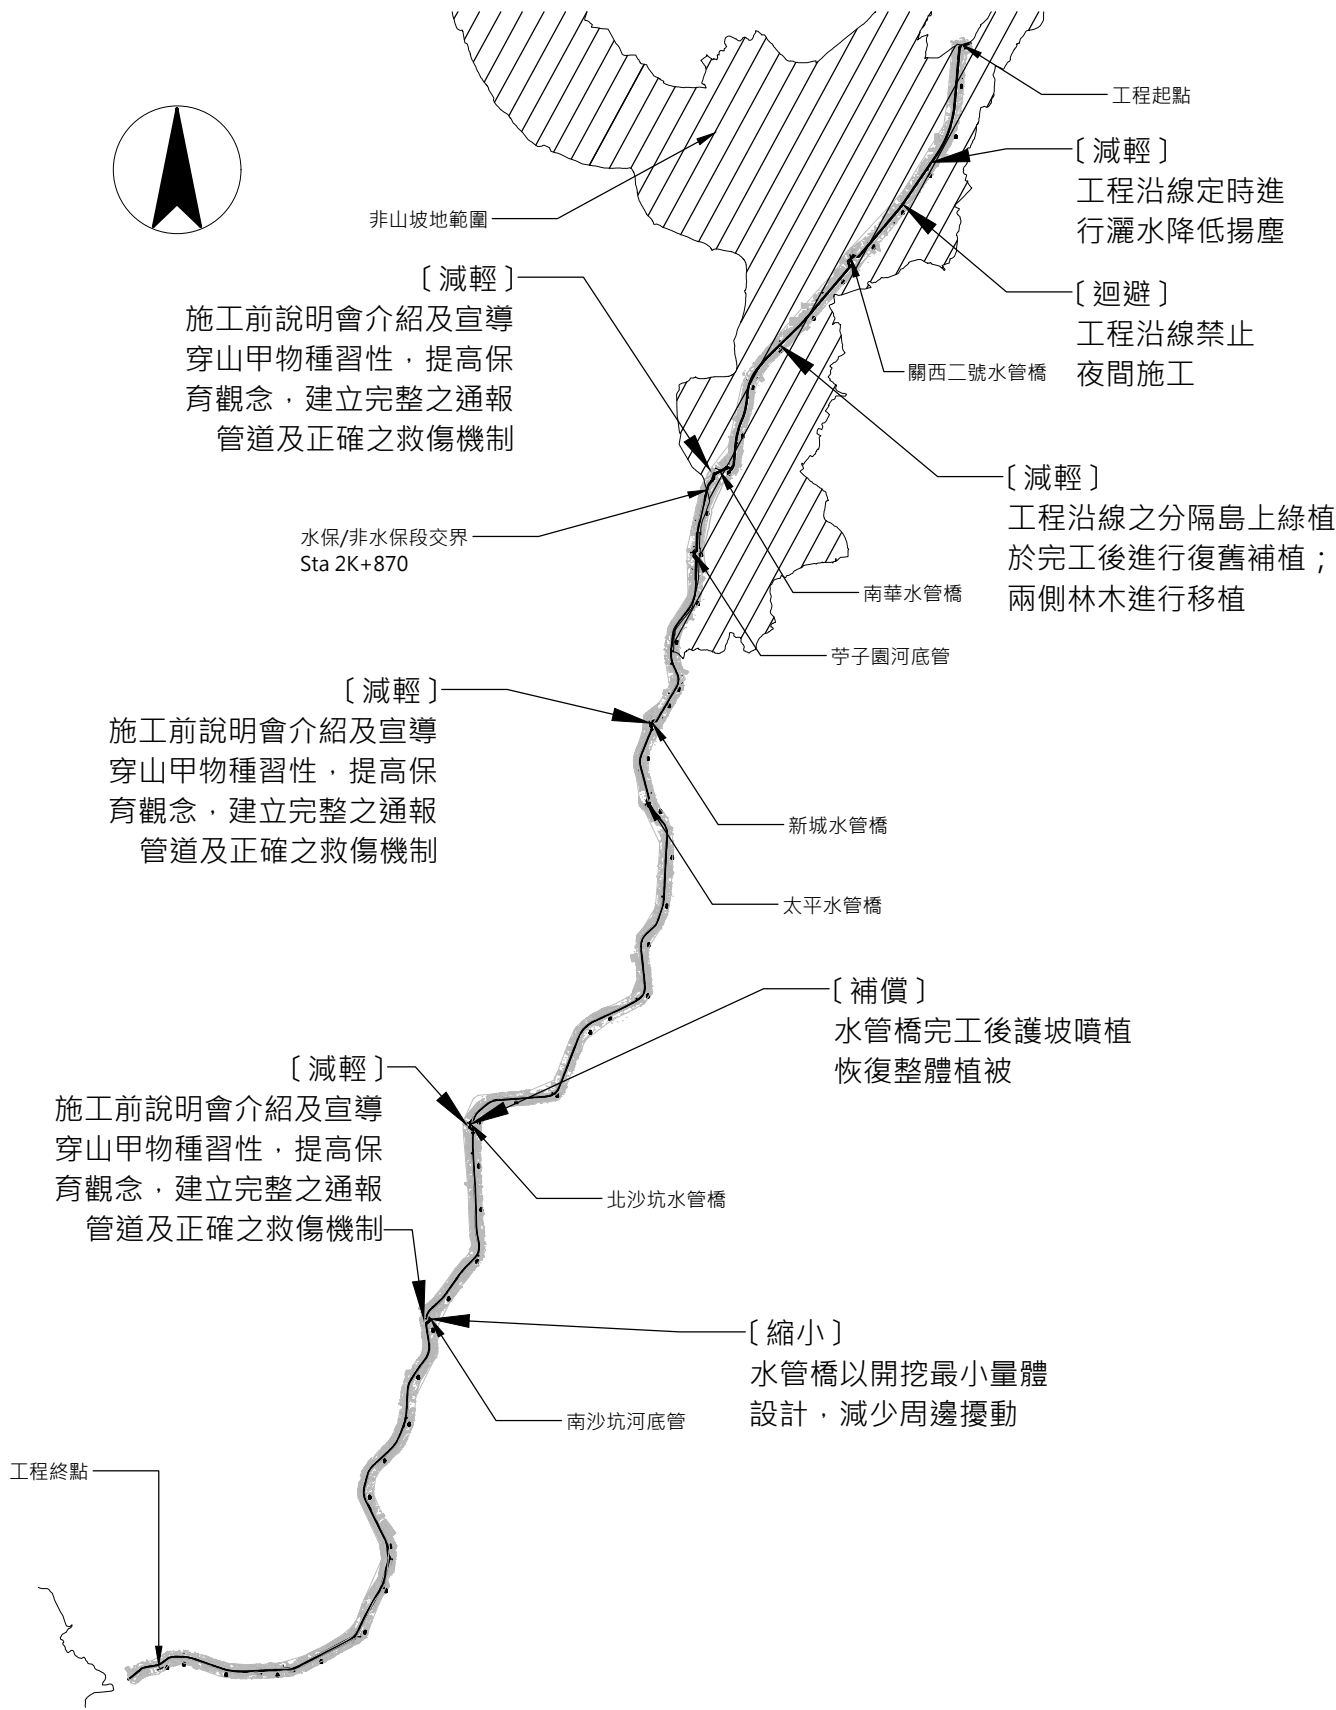 工程起點
〔減輕〕
工程沿線定時進
行灑水降低揚塵
非山坡地範圍
〔減輕〕
施工前說明會介紹及宣導
穿山甲物種習性，提高保
育觀念，建立完整之通報
管道及正確之救傷機制
〔迴避〕
工程沿線禁止
夜間施工
關西二號水管橋
〔減輕〕
工程沿線之分隔島上綠植
於完工後進行復舊補植；
兩側林木進行移植
水保/非水保段交界
Sta 2K+870
南華水管橋
苧子園河底管
〔減輕〕
施工前說明會介紹及宣導
穿山甲物種習性，提高保
育觀念，建立完整之通報
管道及正確之救傷機制
新城水管橋
太平水管橋
〔補償〕
水管橋完工後護坡噴植
恢復整體植被
〔減輕〕
施工前說明會介紹及宣導
穿山甲物種習性，提高保
育觀念，建立完整之通報
管道及正確之救傷機制
北沙坑水管橋
〔縮小〕
水管橋以開挖最小量體
設計，減少周邊擾動
南沙坑河底管
工程終點